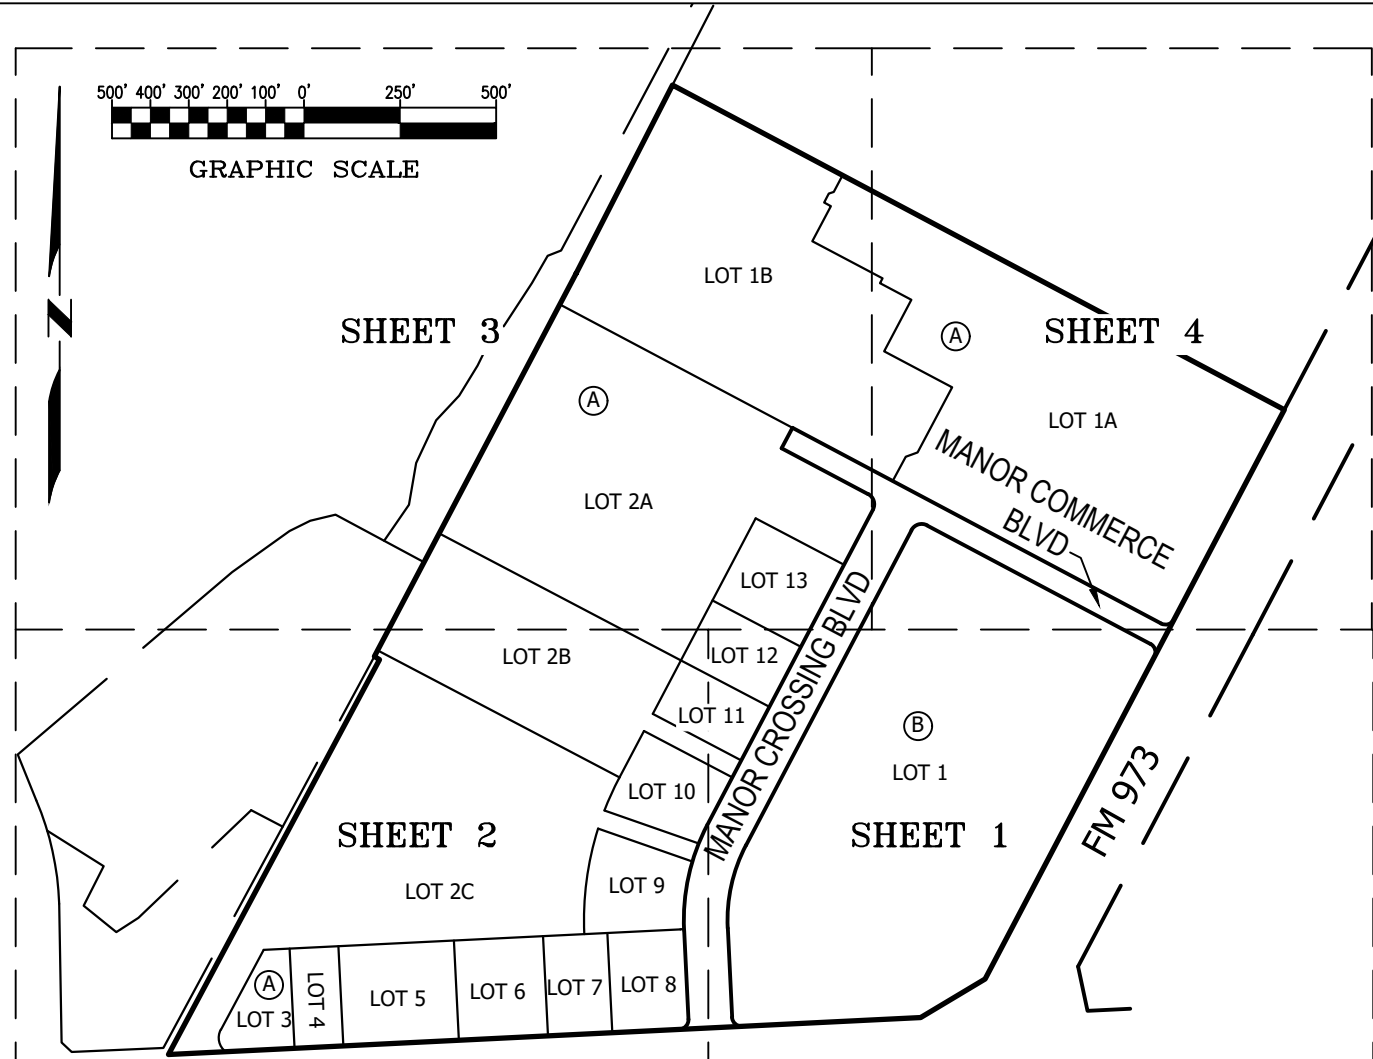 500' 400' 300' 200' 100' 0' 250' 500'
GRAPHIC SCALE
N
SHEET 3
LOT 1B
A
SHEET 4
A
LOT 1A
LOT 2A
MANOR COMMERCE
BLVD
LOT 13
LOT 12
LOT 2B
LOT 11
MANOR CROSSING BLVD
B
LOT 1
LOT 10
SHEET 2
SHEET 1
FM 973
LOT 9
LOT 2C
A
LOT 3
LOT 4
LOT 5
LOT 6
LOT 7
LOT 8